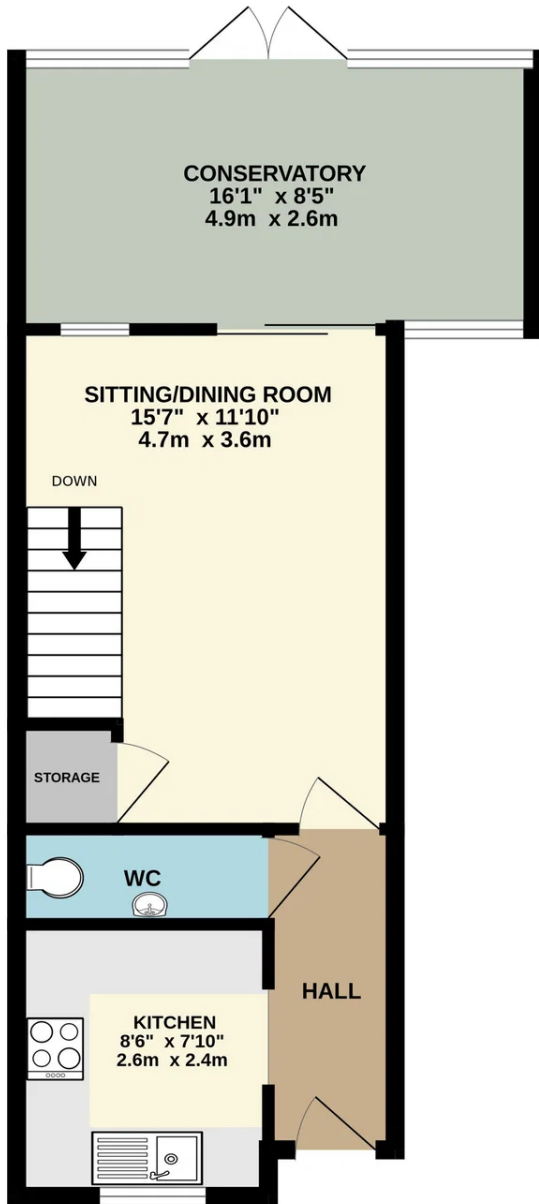 CONSERVATORY
16'1" x 8'5"
4.9m x 2.6m
SITTING/DINING ROOM
15'7" x 11'10"
4.7m x 3.6m
DOWN
STORAGE
WC
HALL
KITCHEN
8'6" x 7'10"
2.6m x 2.4m